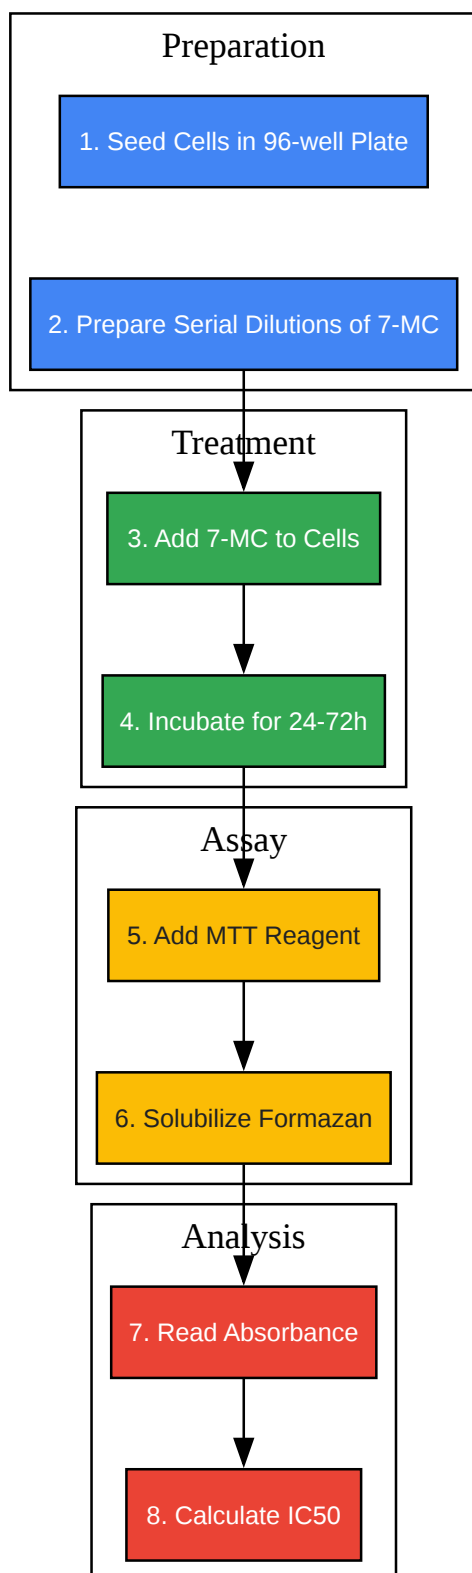 Preparation
1. Seed Cells in 96-well Plate
2. Prepare Serial Dilutions of 7-MC
Treatment
3. Add 7-MC to Cells
4. Incubate for 24-72h
Assay
5. Add MTT Reagent
6. Solubilize Formazan
Analysis
7. Read Absorbance
8. Calculate IC50